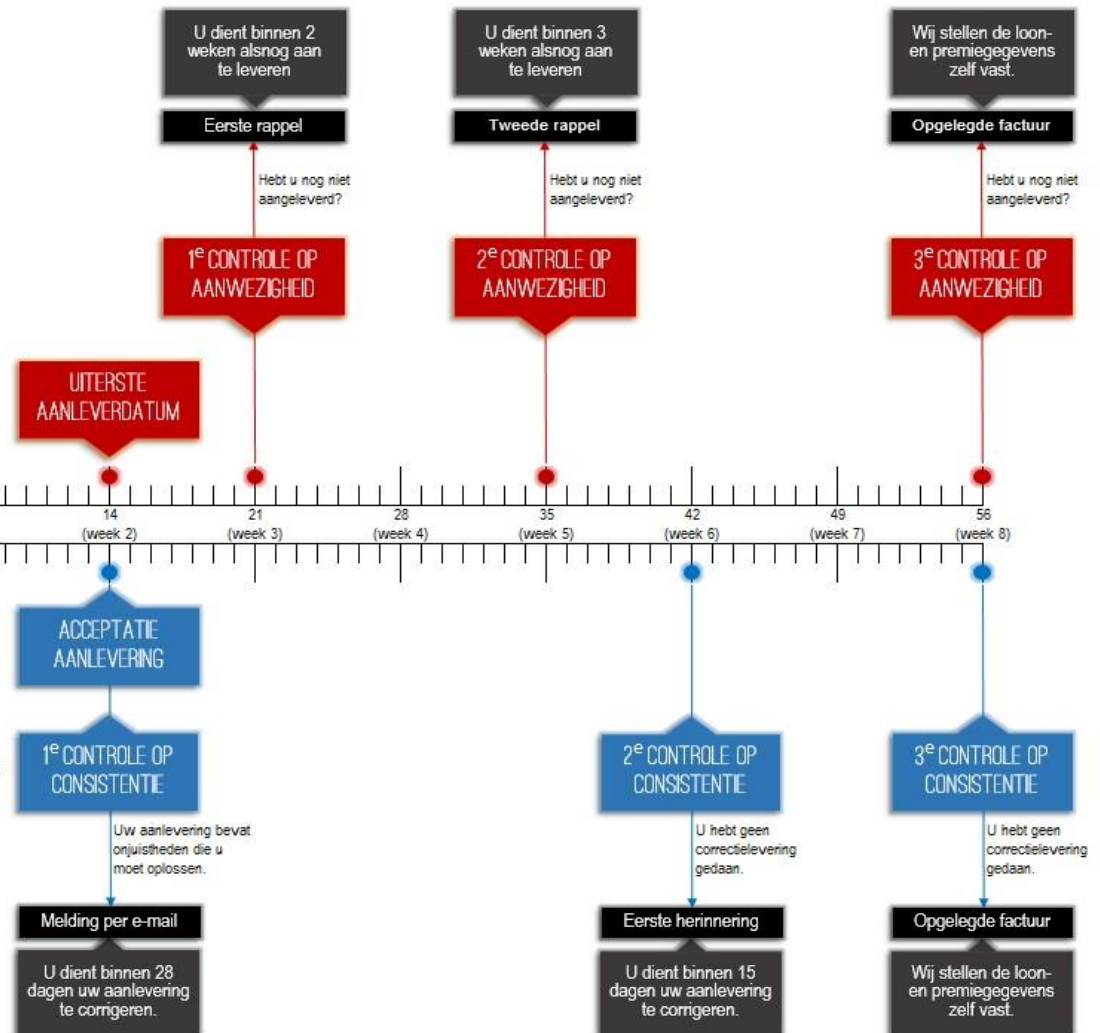 U dient binnen 2
weken alsnog aan
te leveren
Eerste rappel
Hebt u nog niet
aangeleverd?
1e CONTROLE OP
AANWEZIGHEID
U dient binnen 3
weken alsnog aan
te leveren
Tweede rappel
Hebt u nog niet
aangeleverd?
2e CONTROLE OP
AANWEZIGHEID
Wij stellen de loon-
en premiegegevens
zelf vast.
Opgelegde factuur
Hebt u nog niet
aangeleverd?
3e CONTROLE OP
AANWEZIGHEID
UITERSTE
AANLEVERDATUM
14
(week 2)
21
(week 3)
28
(week 4)
35
(week 5)
42
(week 6)
49
(week 7)
56
(week 8)
ACCEPTATIE
AANLEVERING
1e CONTROLE OP
CONSISTENTIE
Uw aanlevering bevat
onjuistheden die u
moet oplossen.
Melding per e-mail
U dient binnen 28
dagen uw aanlevering
te corrigeren.
2e CONTROLE OP
CONSISTENTIE
U hebt geen
correctielevering
gedaan.
Eerste herinnering
U dient binnen 15
dagen uw aanlevering
te corrigeren.
3e CONTROLE OP
CONSISTENTIE
U hebt geen
correctielevering
gedaan.
Opgelegde factuur
Wij stellen de loon-
en premiegegevens
zelf vast.